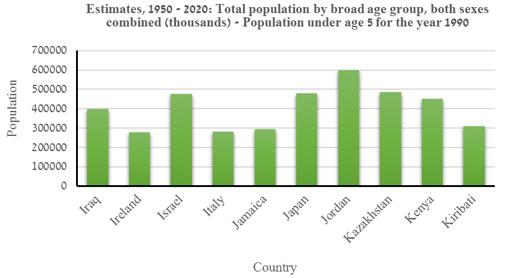 Estimates, 1950 - 2020: Total population by broad age group, both sexes
combined (thousands) - Population under age 5 for the year 1990
Population
700000
600000
500000
400000
300000
200000
100000
0
Iraq
Ireland
Israel
Italy
Jamaica
Japan
Jordan
Kazakhstan
Kenya
Kiribati
Country